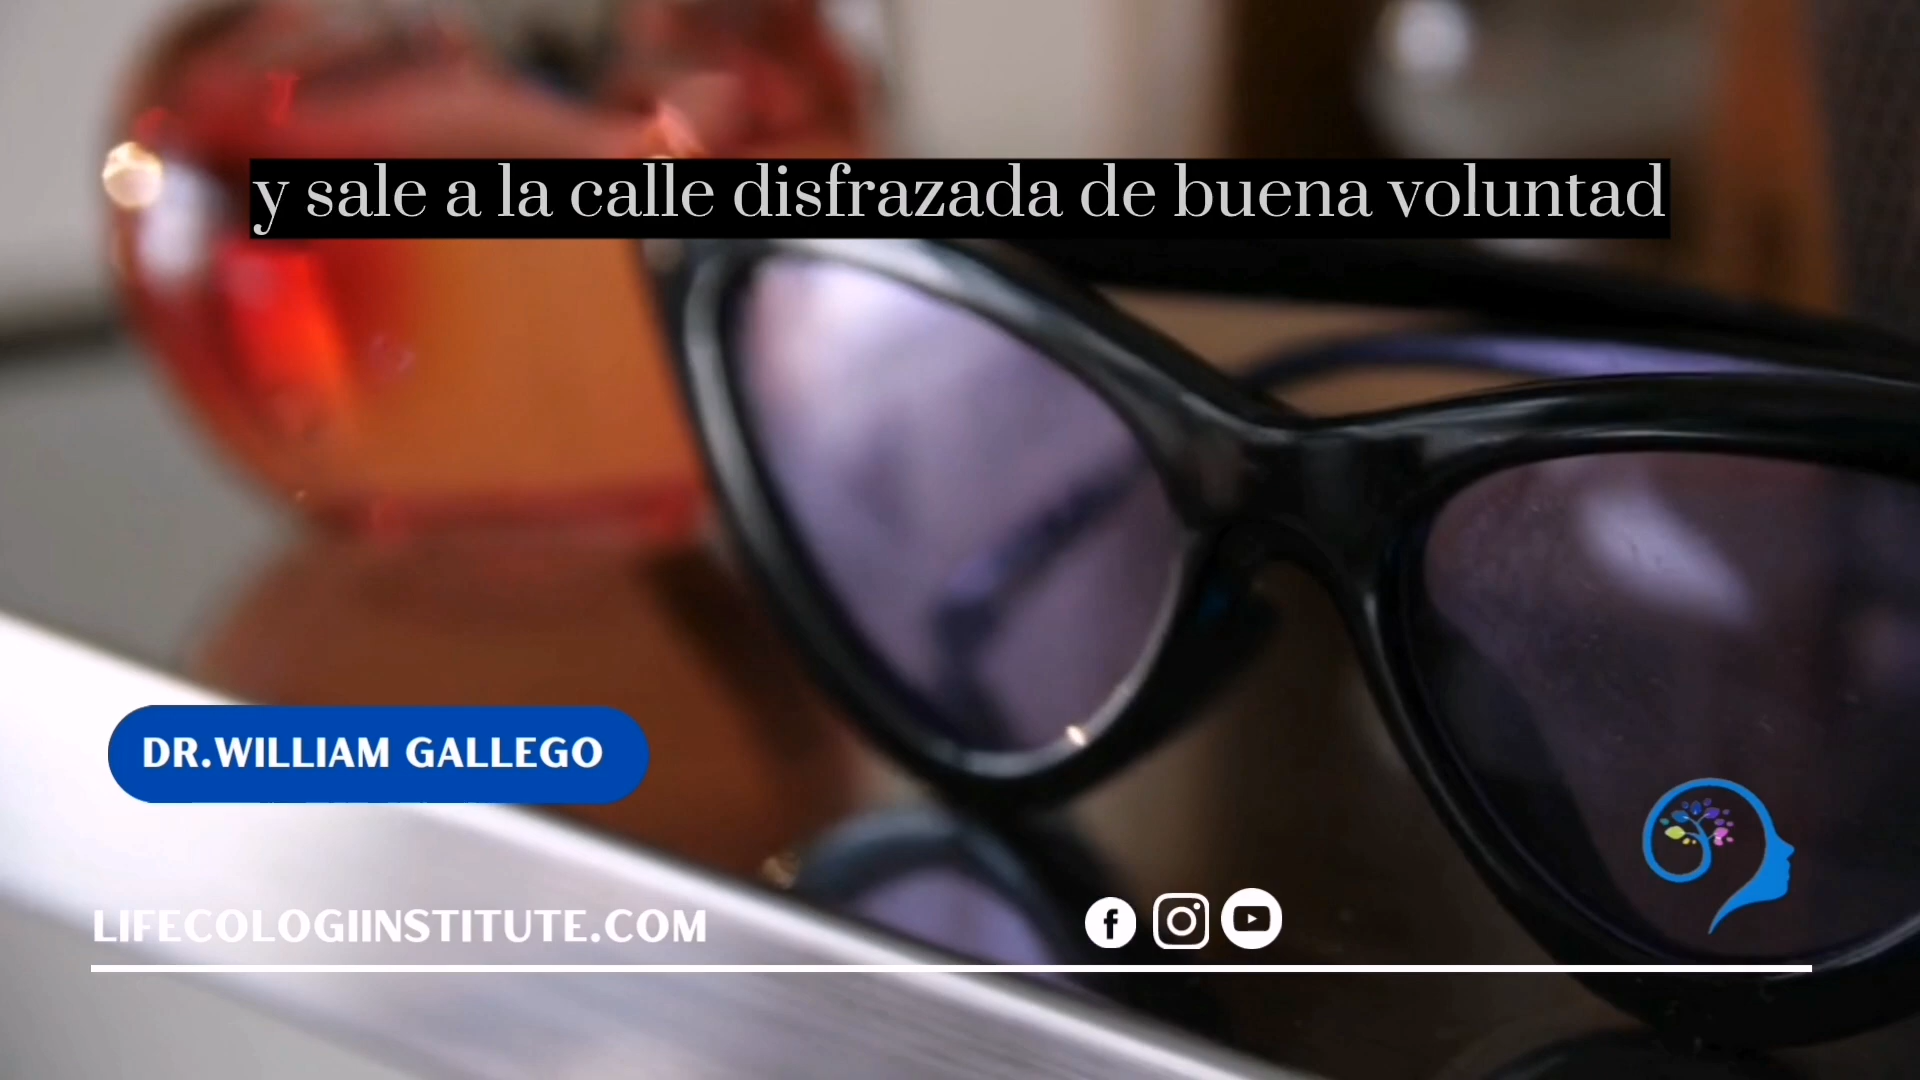 y sale a la calle disfrazada de buena voluntad
DR.WILLIAM GALLEGO
LIFECOLOGIINSTITUTE.COM